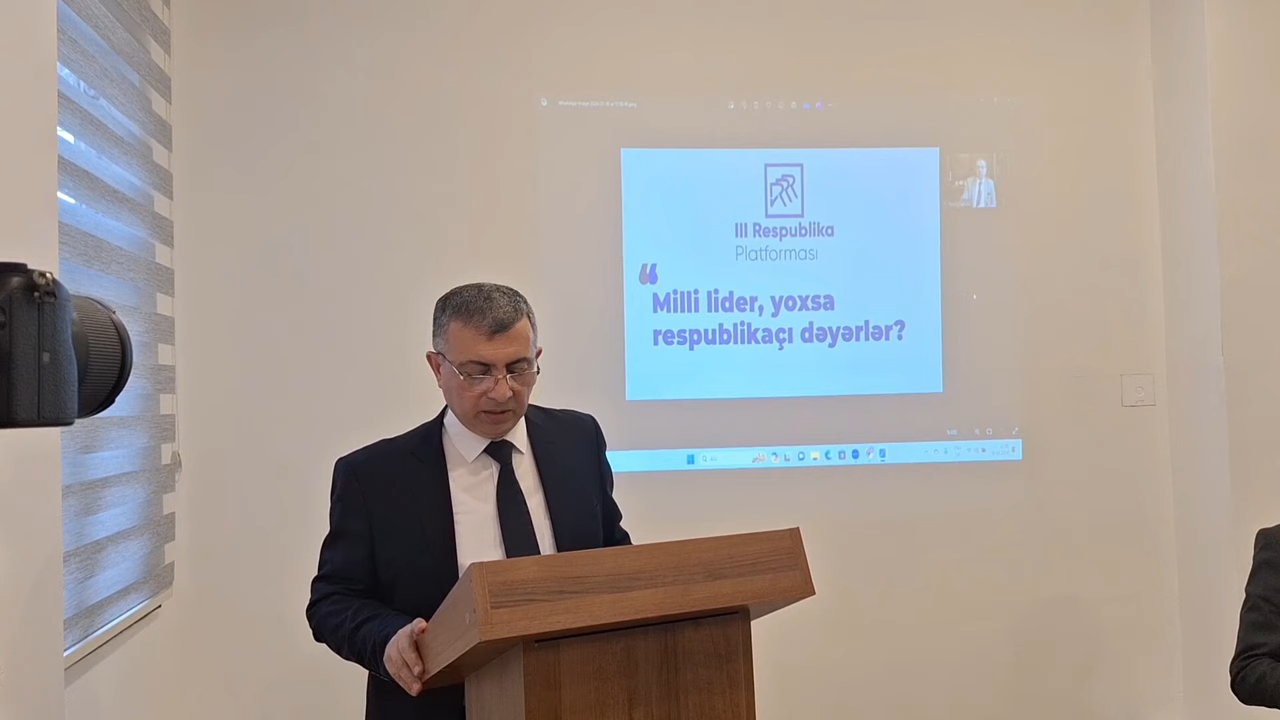 III Respublika
Platforması
“Milli lider, yoxsa
respublikaçı dəyərlər?